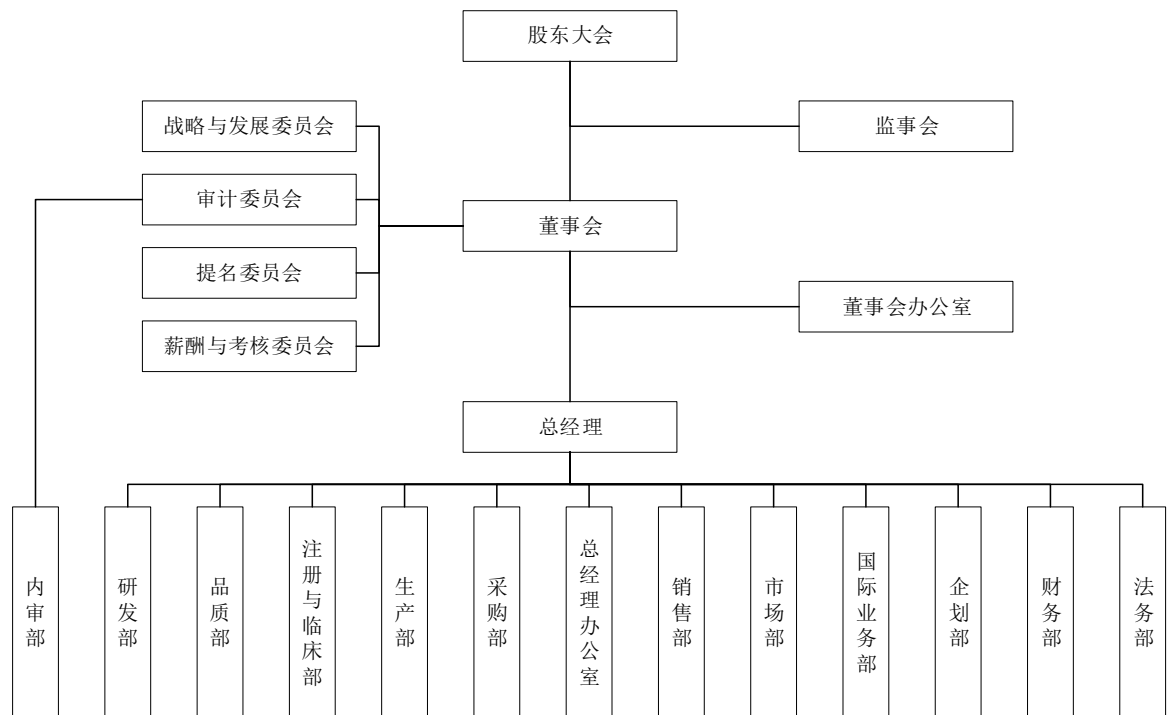 股东大会
战略与发展委员会
监事会
审计委员会
董事会
提名委员会
董事会办公室
薪酬与考核委员会
总经理
内审部
研发部
品质部
注册与临床部
生产部
采购部
总经理办公室
销售部
市场部
国际业务部
企划部
财务部
法务部